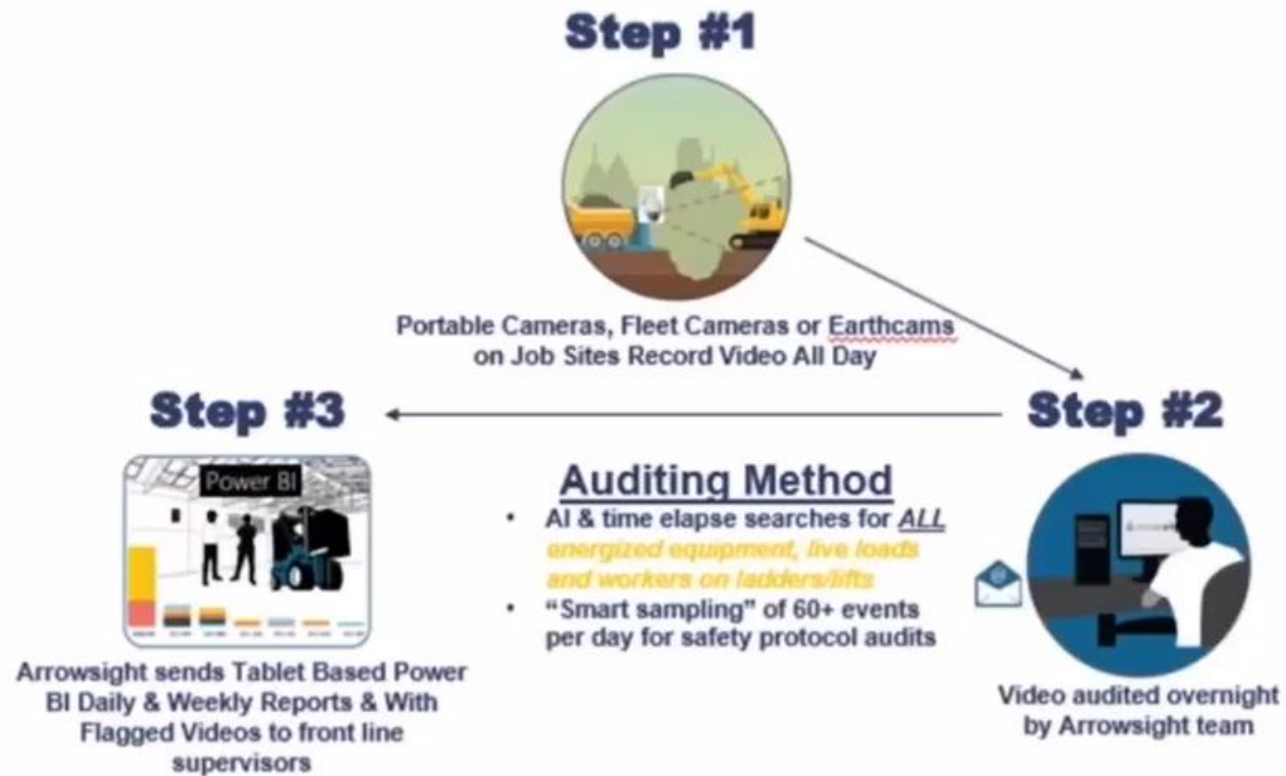 Step #1
Portable Cameras, Fleet Cameras or Earthcams
on Job Sites Record Video All Day
Step #2
Video audited overnight
by Arrowsight team
Auditing Method
• AI & time elapse searches for ALL
energized equipment, live loads
and workers on ladders/lifts
• “Smart sampling” of 60+ events
per day for safety protocol audits
Step #3
Power BI
Arrowsight sends Tablet Based Power
BI Daily & Weekly Reports & With
Flagged Videos to front line
supervisors